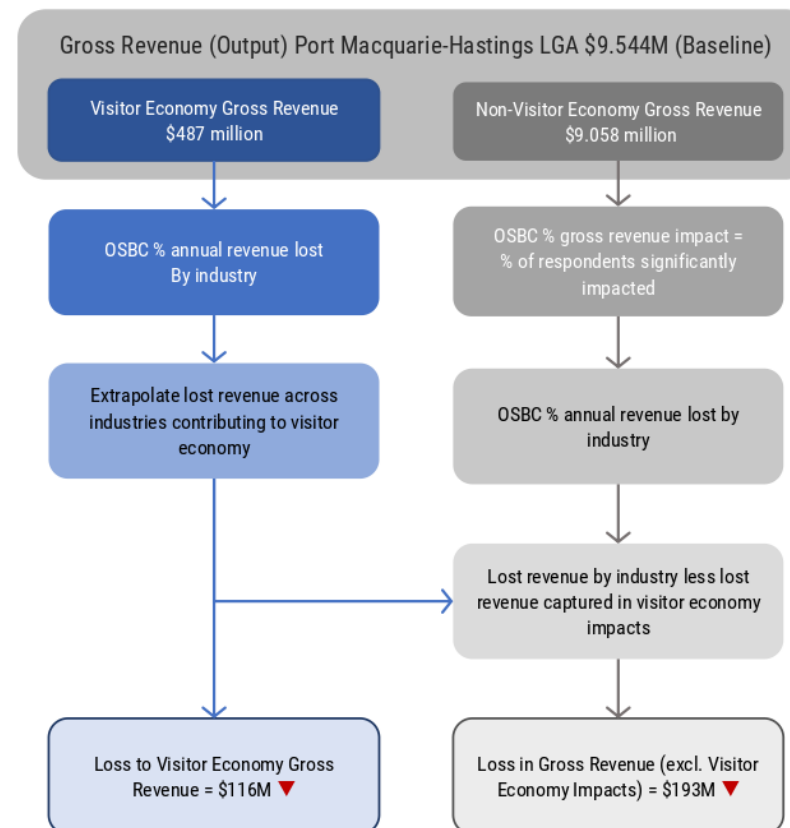 Gross Revenue (Output) Port Macquarie-Hastings LGA $9.544M (Baseline)
Visitor Economy Gross Revenue
$487 million
Non-Visitor Economy Gross Revenue
$9.058 million
OSBC % annual revenue lost
By industry
OSBC % gross revenue impact =
% of respondents significantly
impacted
Extrapolate lost revenue across
industries contributing to visitor
economy
OSBC % annual revenue lost by
industry
Lost revenue by industry less lost
revenue captured in visitor economy
impacts
Loss to Visitor Economy Gross
Revenue = $116M
Loss in Gross Revenue (excl. Visitor
Economy Impacts) = $193M